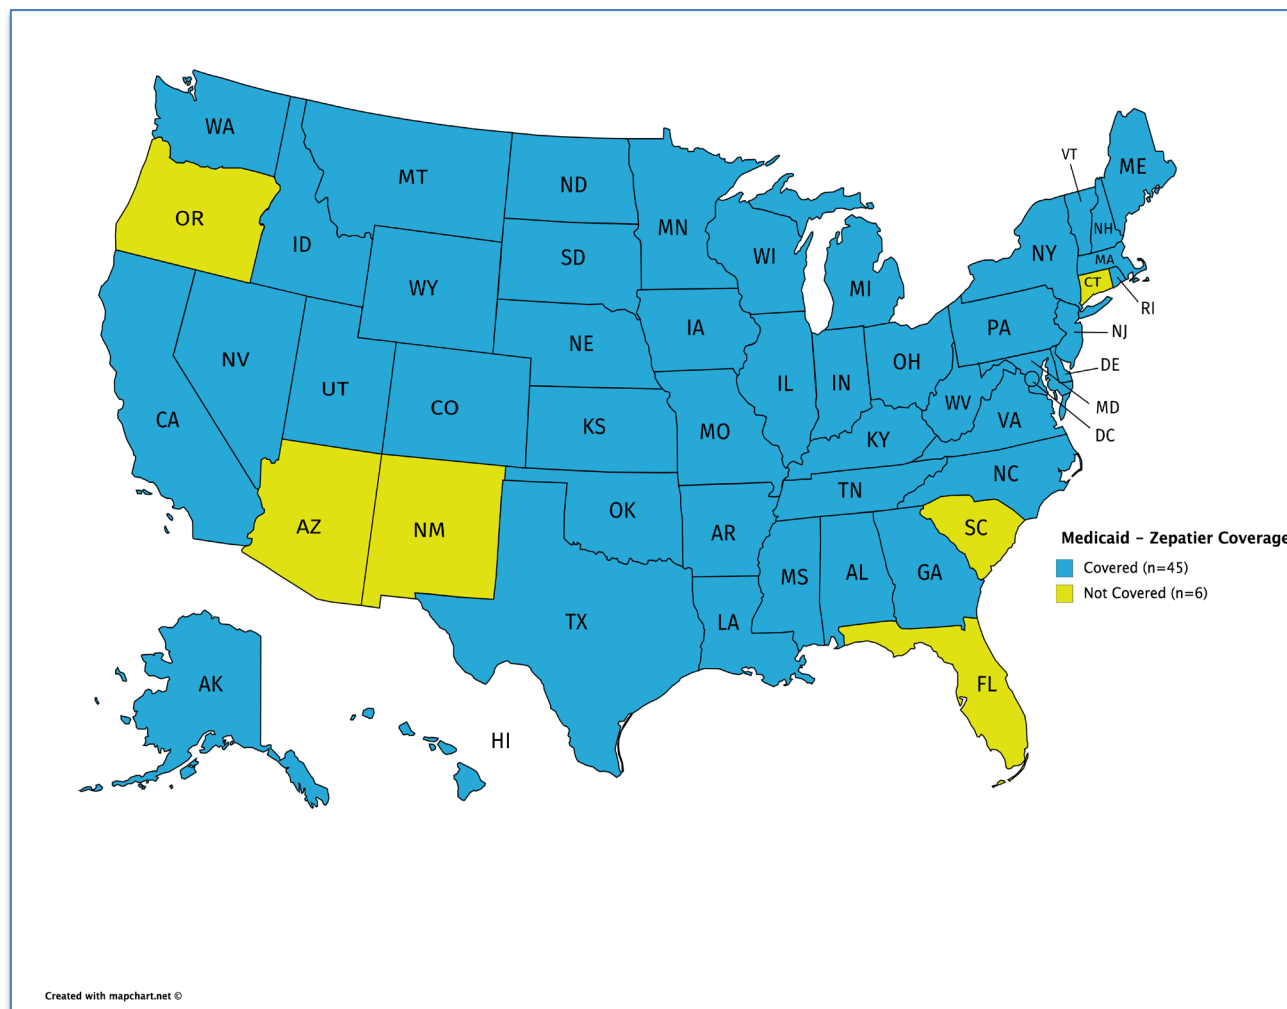 WA
MT
ND
MN
VT
ME
OR
ID
SD
WI
NH
NY
MA
WY
MI
CT
RI
NV
UT
NE
IA
PA
NJ
CA
CO
IL
IN
OH
DE
KS
MO
WV
VA
MD
KY
DC
AZ
NM
OK
AR
TN
NC
SC
TX
LA
MS
AL
GA
FL
AK
HI
Medicaid – Zepatier Coverage
Covered (n=45)
Not Covered (n=6)
Created with mapchart.net ©